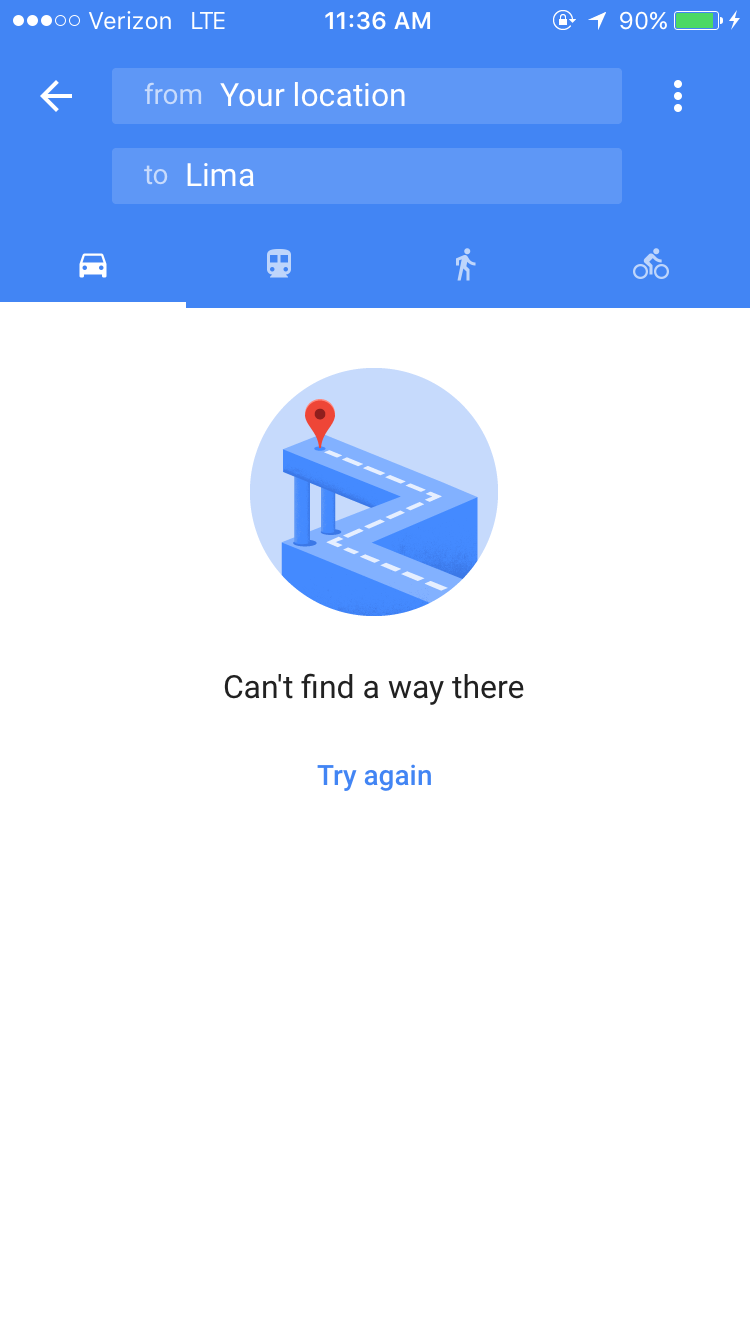 Verizon LTE 11:36 AM 90%
from Your location
to Lima
Can't find a way there
Try again